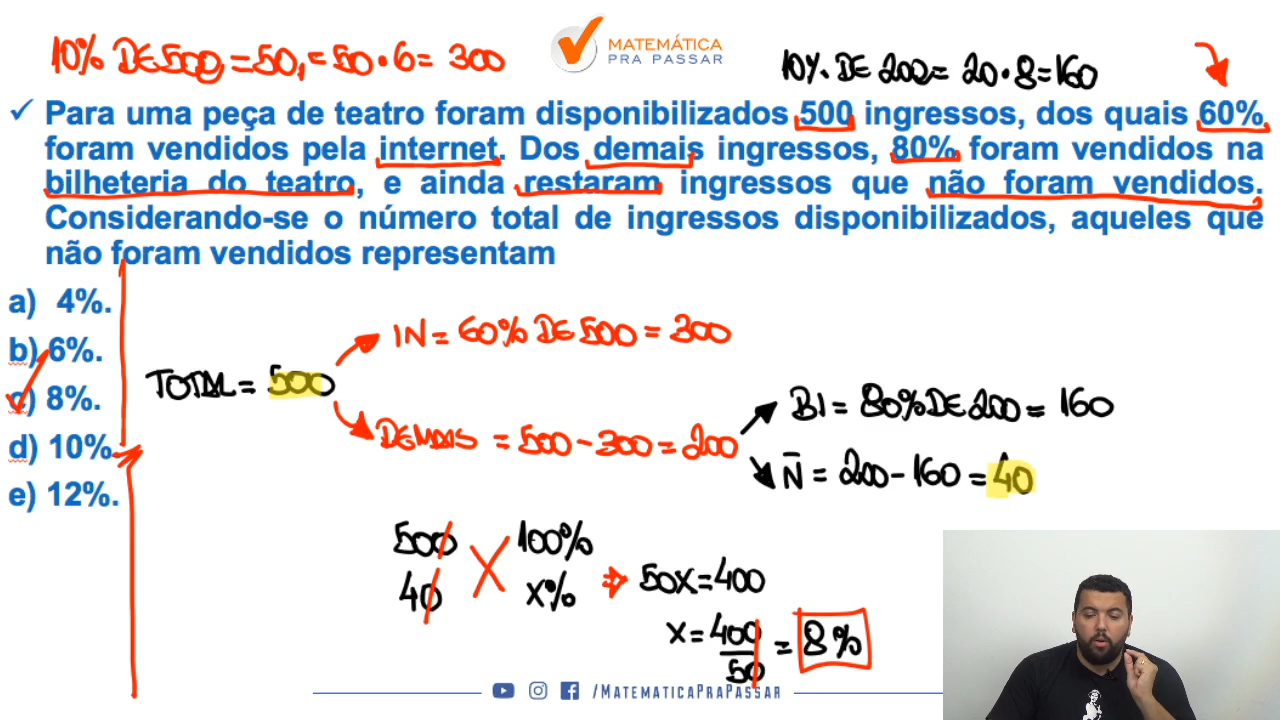 10% DE 500 = 50 = 50 · 6 = 300
MATEMÁTICA
PRA PASSAR
10% DE 200 = 20 · 8 = 160
✓ Para uma peça de teatro foram disponibilizados 500 ingressos, dos quais 60%
foram vendidos pela internet. Dos demais ingressos, 80% foram vendidos na
bilheteria do teatro, e ainda restaram ingressos que não foram vendidos.
Considerando-se o número total de ingressos disponibilizados, aqueles que
não foram vendidos representam
a) 4%.
b) 6%.
c) 8%.
d) 10%.
e) 12%.
TOTAL = 500
IN = 60% DE 500 = 300
DEMAIS = 500 - 300 = 200
BI = 80% DE 200 = 160
N̄ = 200 - 160 = 40
500 100%
40 X%
50X = 400
X = 400/50 = 8%
/MATEMATICAPRAPASSAR